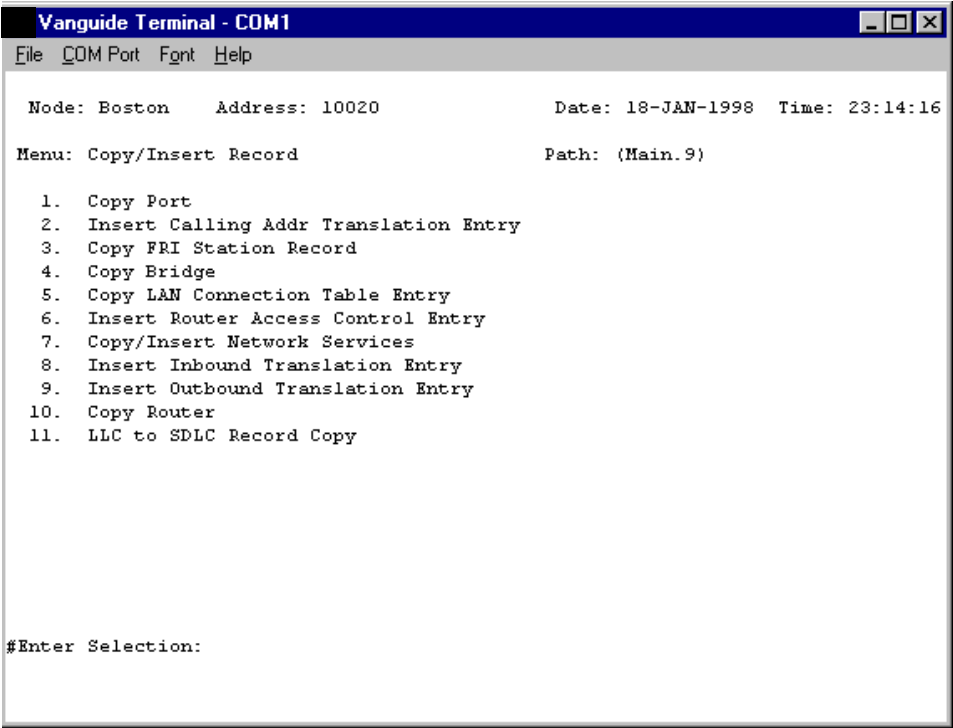 Vanguide Terminal - COM1
File COM Port Font Help
Node: Boston Address: 10020 Date: 18-JAN-1998 Time: 23:14:16
Menu: Copy/Insert Record Path: (Main.9)
1. Copy Port
2. Insert Calling Addr Translation Entry
3. Copy FRI Station Record
4. Copy Bridge
5. Copy LAN Connection Table Entry
6. Insert Router Access Control Entry
7. Copy/Insert Network Services
8. Insert Inbound Translation Entry
9. Insert Outbound Translation Entry
10. Copy Router
11. LLC to SDLC Record Copy
#Enter Selection: